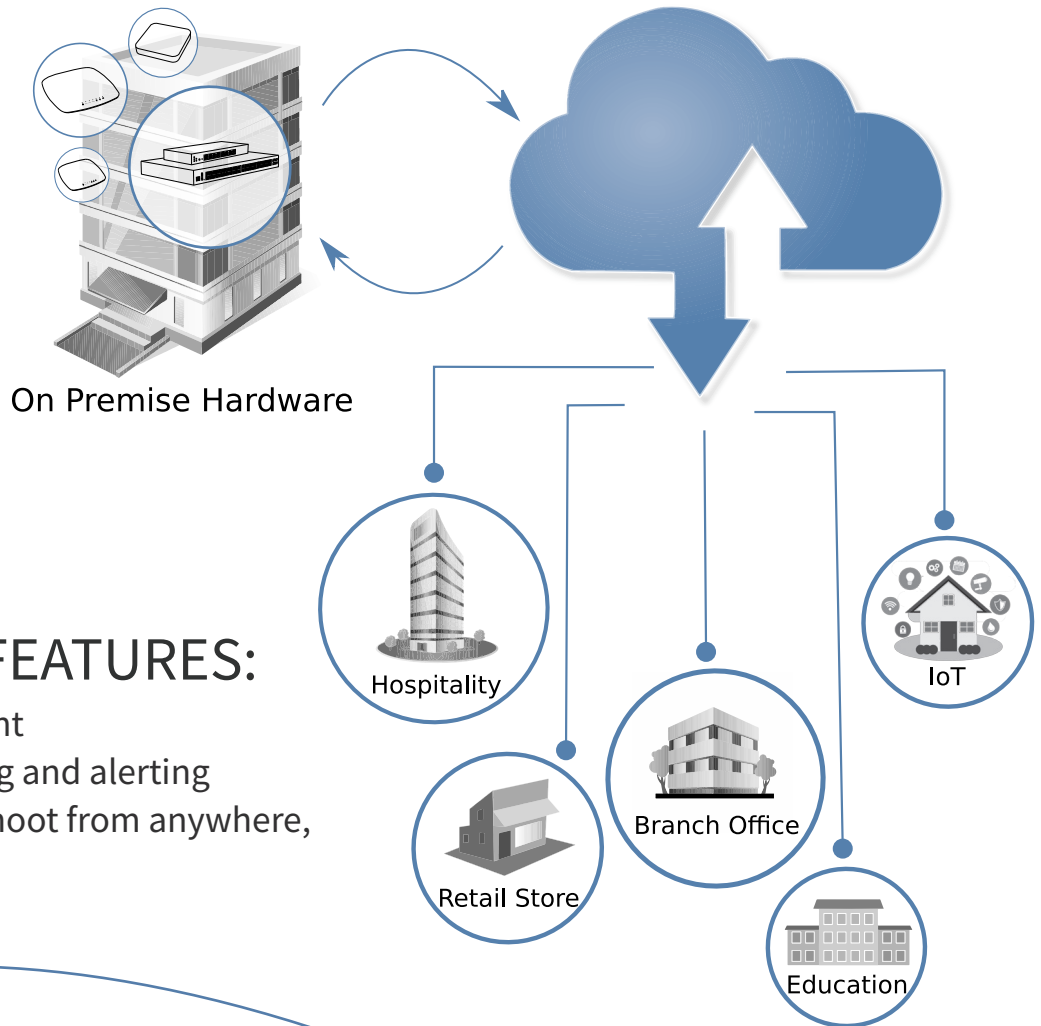 On Premise Hardware
FEATURES:
nt
g and alerting
hoot from anywhere,
Hospitality
IoT
Branch Office
Retail Store
Education